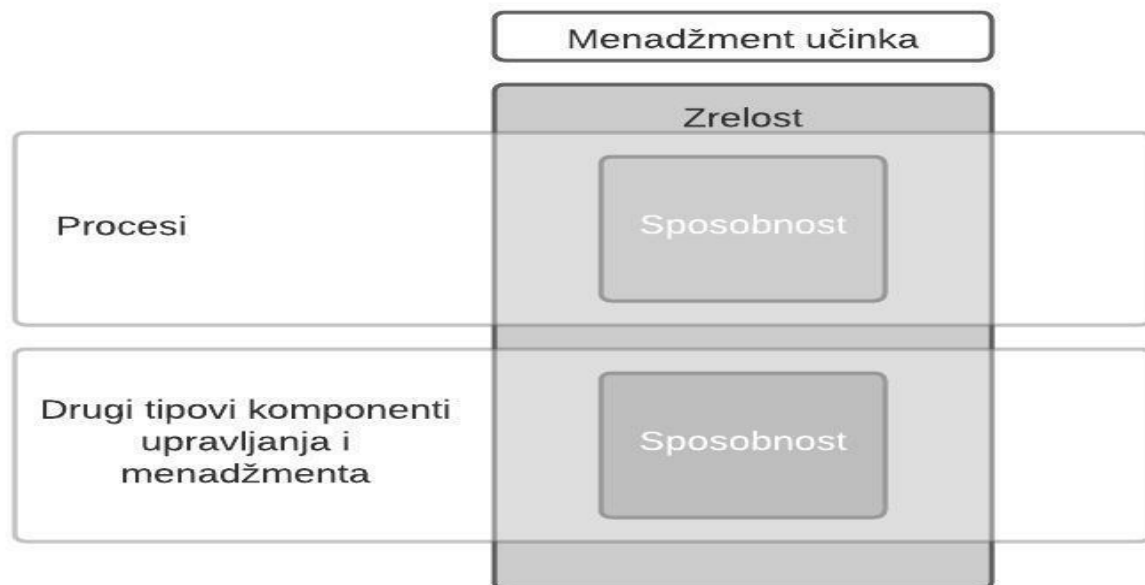 Menadžment učinka
Zrelost
Procesi
Sposobnost
Drugi tipovi komponenti
upravljanja i
menadžmenta
Sposobnost